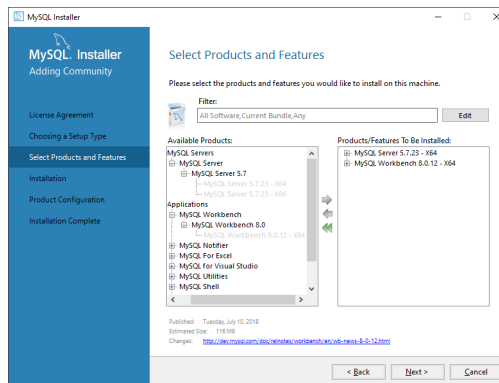 MySQL Installer
MySQL. Installer
Adding Community
License Agreement
Choosing a Setup Type
Select Products and Features
Installation
Product Configuration
Installation Complete
Select Products and Features
Please select the products and features you would like to install on this machine.
Filter:
All Software,Current Bundle,Any
Edit
Available Products:
MySQL Servers
MySQL Server
MySQL Server 5.7
MySQL Server 5.7.23 - X64
MySQL Server 5.7.23 - X86
Applications
MySQL Workbench
MySQL Workbench 8.0
MySQL Workbench 8.0.12 - X64
MySQL Notifier
MySQL For Excel
MySQL for Visual Studio
MySQL Utilities
MySQL Shell
Products/Features To Be Installed:
MySQL Server 5.7.23 - X64
MySQL Workbench 8.0.12 - X64
Published: Tuesday, July 10, 2018
Estimated Size: 116 MB
Changes: http://dev.mysql.com/doc/relnotes/workbench/en/wb-news-8-0-12.html
< Back
Next >
Cancel